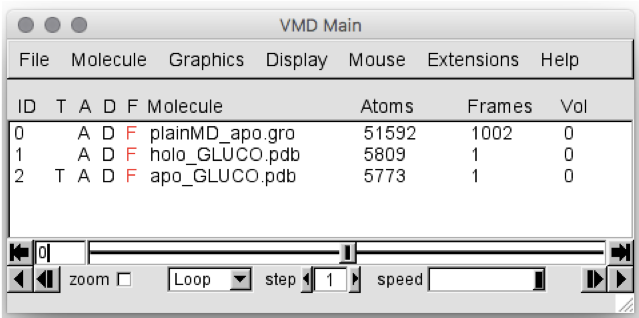 VMD Main
File Molecule Graphics Display Mouse Extensions Help
ID T A D F Molecule Atoms Frames Vol
0 A D F plainMD_apo.gro 51592 1002 0
1 A D F holo_GLUCO.pdb 5809 1 0
2 T A D F apo_GLUCO.pdb 5773 1 0
0
zoom Loop step 1 speed